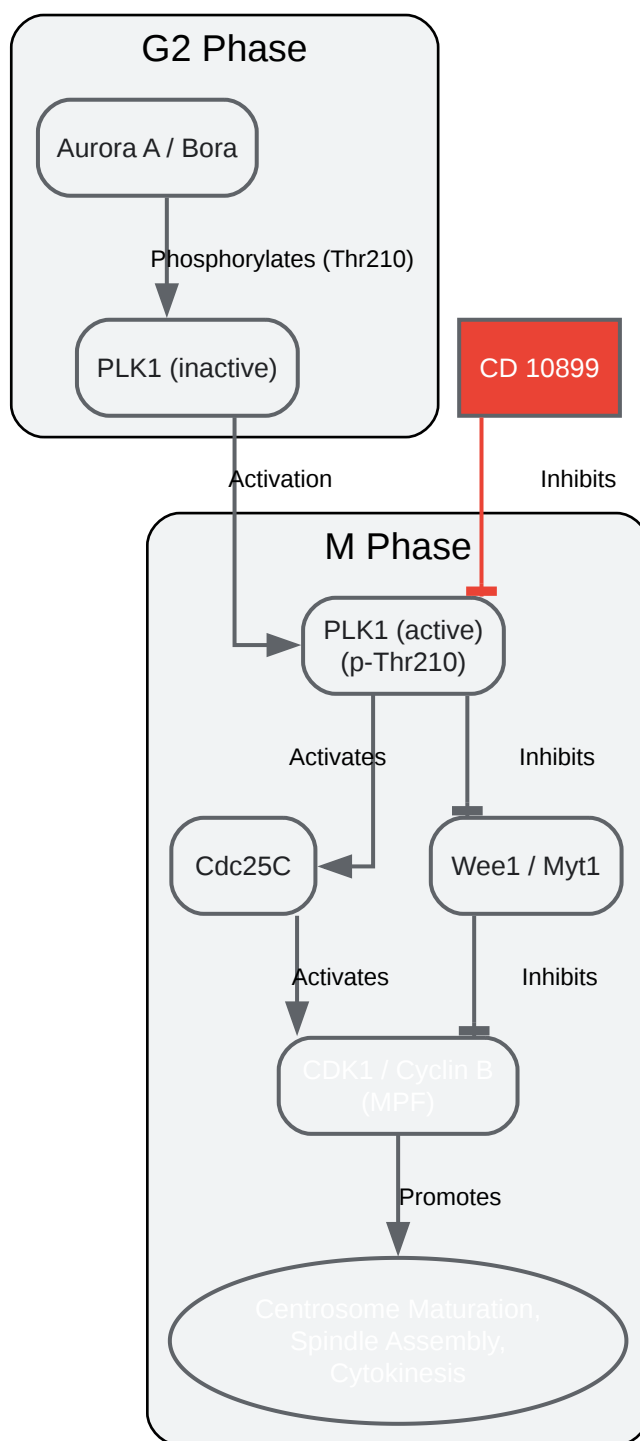 G2 Phase
Aurora A / Bora
Phosphorylates (Thr210)
PLK1 (inactive)
CD 10899
Activation
Inhibits
M Phase
PLK1 (active)
(p-Thr210)
Activates
Inhibits
Cdc25C
Wee1 / Myt1
Activates
Inhibits
CDK1 / Cyclin B
(MPF)
Promotes
Centrosome Maturation,
Spindle Assembly,
Cytokinesis